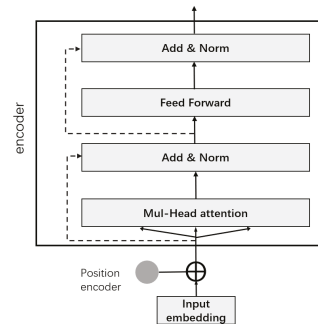 encoder
Add & Norm
Feed Forward
Add & Norm
Mul-Head attention
Position
encoder
Input
embedding